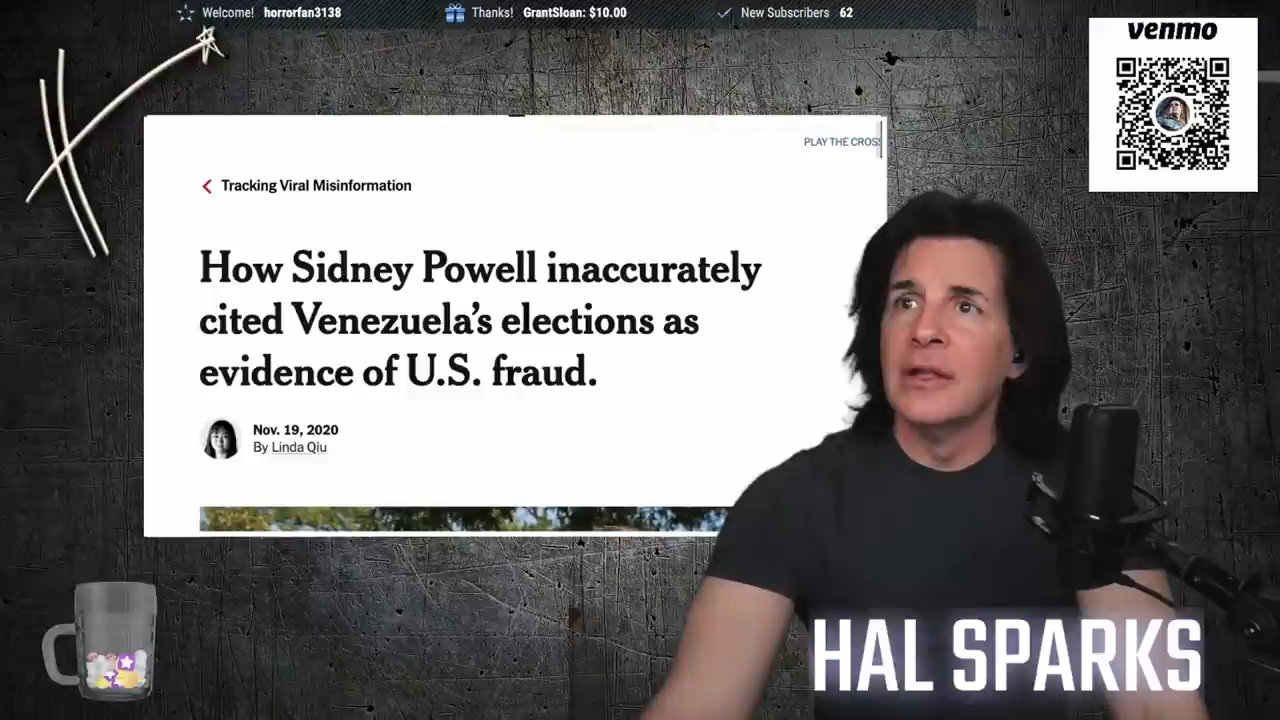 Welcome! horrorfan3138
Thanks! GrantSloan: $10.00
New Subscribers 62
venmo
PLAY THE CROSS
Tracking Viral Misinformation
How Sidney Powell inaccurately
cited Venezuela's elections as
evidence of U.S. fraud.
Nov. 19, 2020
By Linda Qiu
HAL SPARKS